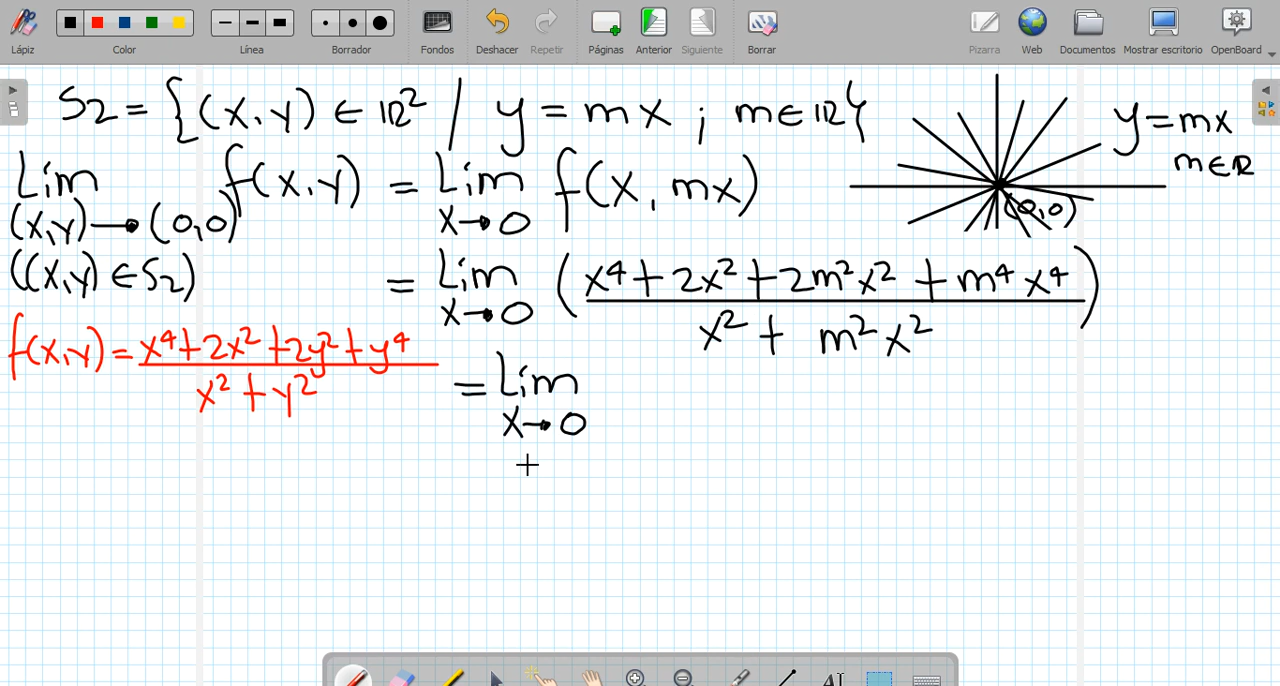 Lápiz Color Línea Borrador Fondos Deshacer Repetir Páginas Anterior Siguiente Borrar Pizarra Web Documentos Mostrar escritorio OpenBoard
S2 = {(x,y) ∈ ℝ² / y = mx ; m∈ℝ}
y = mx
m∈ℝ
(0,0)
Lim f(x,y) = Lim f(x, mx)
(x,y)→(0,0) x→0
((x,y) ∈ S2)
= Lim ( x⁴ + 2x² + 2m²x² + m⁴x⁴ )
x→0 x² + m²x²
f(x,y) = x⁴+2x²+2y²+y⁴
x² + y²
= Lim
x→0
AI